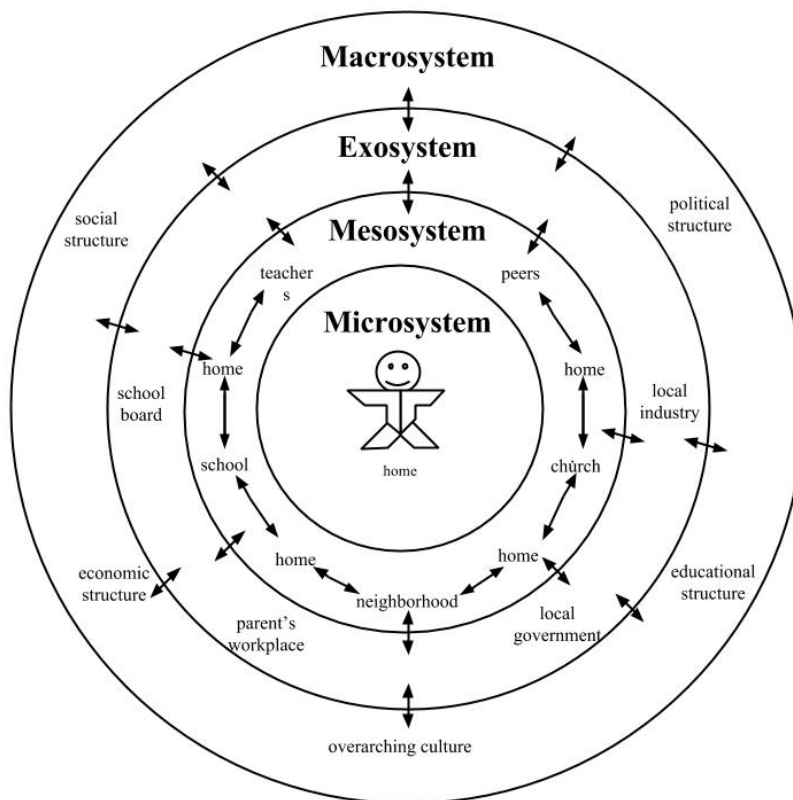 Macrosystem
Exosystem
social
structure
political
structure
Mesosystem
teacher
s
peers
Microsystem
home
home
school
board
local
industry
school
home
church
home
home
economic
structure
educational
structure
neighborhood
parent's
workplace
local
government
overarching culture